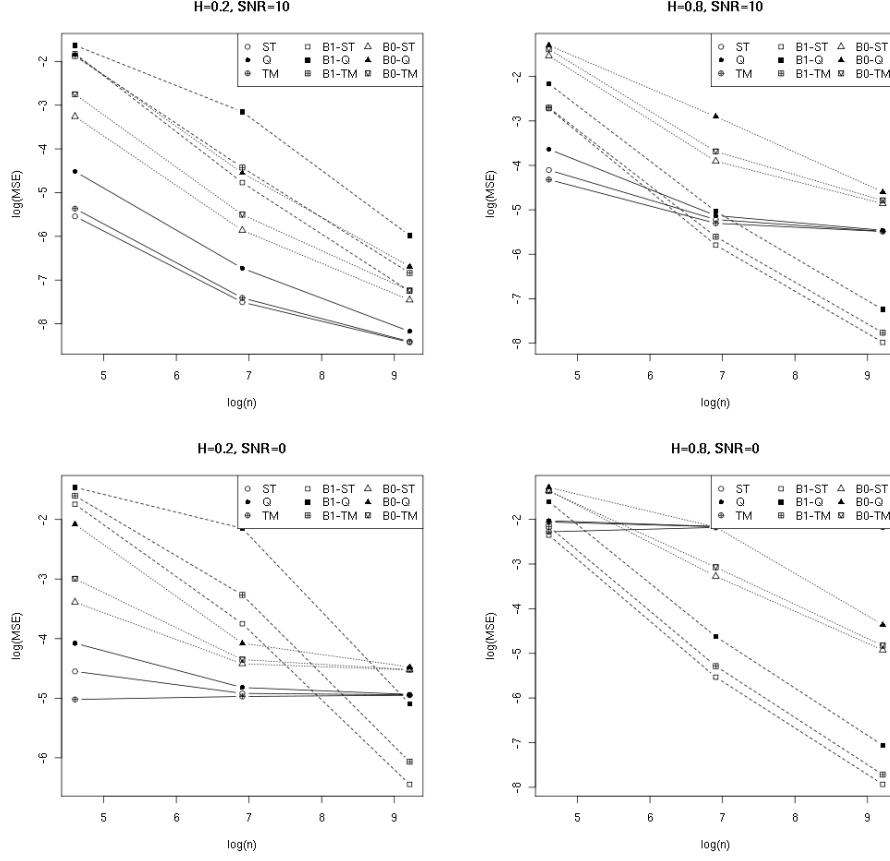 H=0.2, SNR=10
ST B1-ST B0-ST
Q B1-Q B0-Q
TM B1-TM B0-TM
log(MSE)
-2
-3
-4
-5
-6
-7
-8
5 6 7 8 9
log(n)
H=0.8, SNR=10
ST B1-ST B0-ST
Q B1-Q B0-Q
TM B1-TM B0-TM
log(MSE)
-2
-3
-4
-5
-6
-7
-8
5 6 7 8 9
log(n)
H=0.2, SNR=0
ST B1-ST B0-ST
Q B1-Q B0-Q
TM B1-TM B0-TM
log(MSE)
-2
-3
-4
-5
-6
5 6 7 8 9
log(n)
H=0.8, SNR=0
ST B1-ST B0-ST
Q B1-Q B0-Q
TM B1-TM B0-TM
log(MSE)
-2
-3
-4
-5
-6
-7
-8
5 6 7 8 9
log(n)